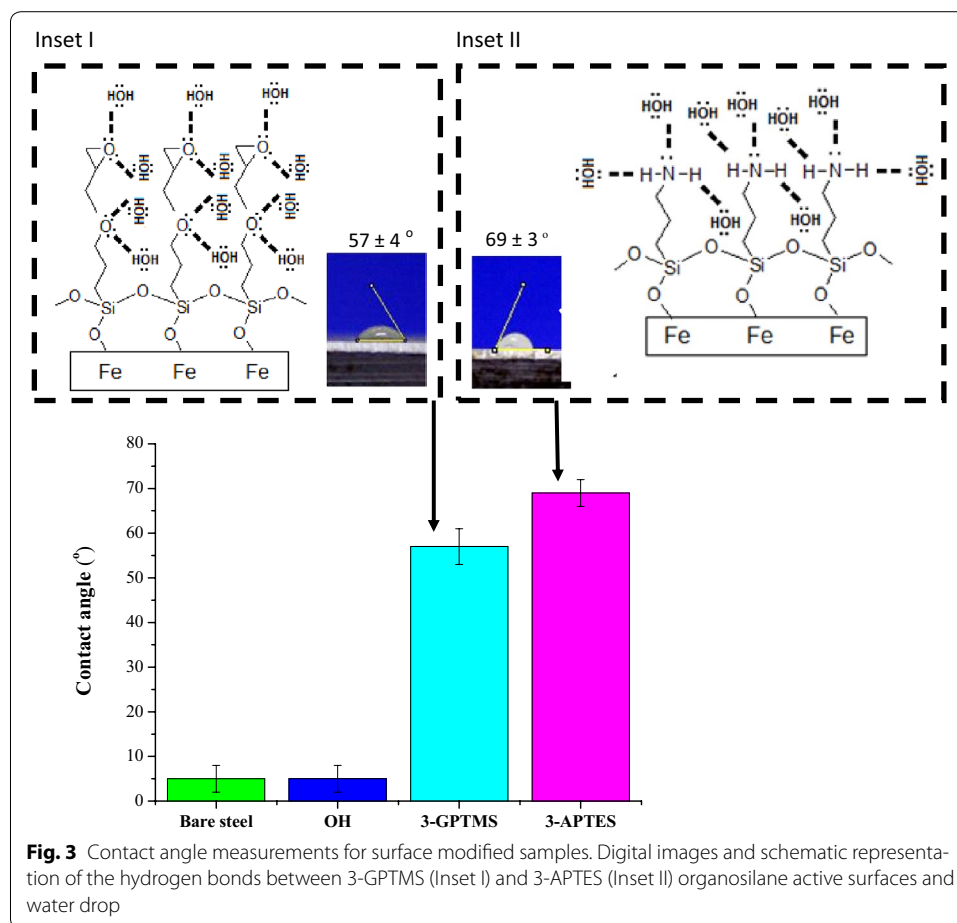 Inset I
Inset II
HOH HOH HOH
O O O
HOH HOH HOH
HOH HOH HOH
O O O
HOH HOH HOH
O Si O Si O Si O
O O O
Fe Fe Fe
57 ± 4 °
HOH HOH HOH HOH HOH
HOH H-N-H H-N-H H-N-H HOH
HOH HOH
Si O Si O Si
O O O O O
Fe Fe Fe
69 ± 3 °
Contact angle (°)
80
70
60
50
40
30
20
10
0
Bare steel OH 3-GPTMS 3-APTES
Fig. 3 Contact angle measurements for surface modified samples. Digital images and schematic representa-
tion of the hydrogen bonds between 3-GPTMS (Inset I) and 3-APTES (Inset II) organosilane active surfaces and
water drop